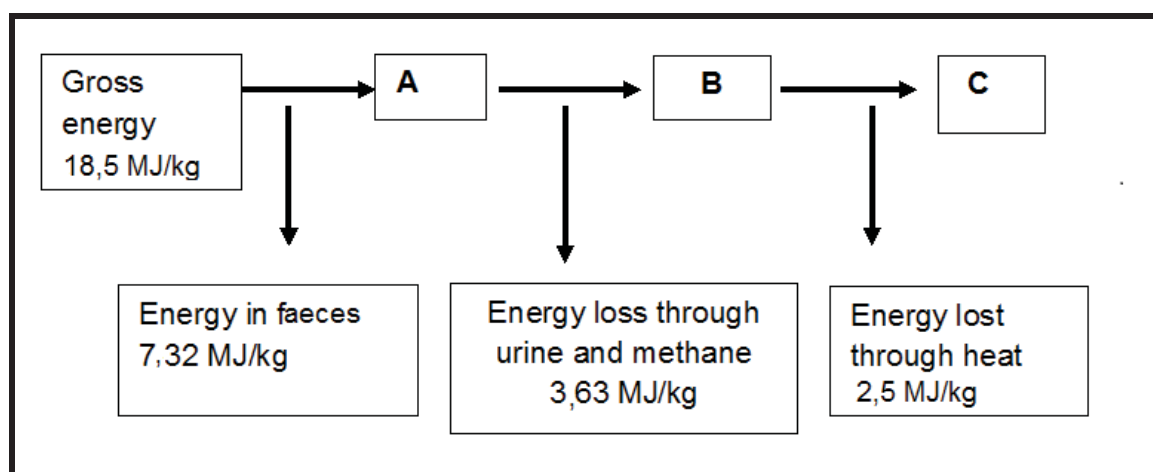 Gross
energy
18,5 MJ/kg
A
B
C
Energy in faeces
7,32 MJ/kg
Energy loss through
urine and methane
3,63 MJ/kg
Energy lost
through heat
2,5 MJ/kg